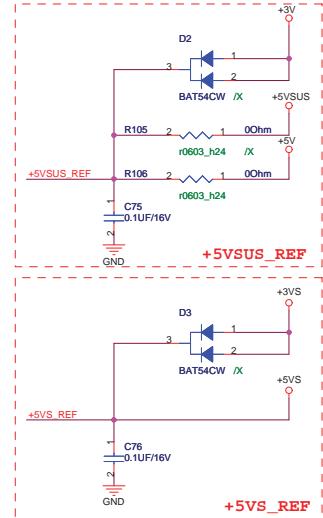 +3V
D2
3
1
2
BAT54CW /X
+5VSUS
R105 2 1 0Ohm
r0603_h24 /X
+5V
+5VSUS_REF R106 2 1 0Ohm
r0603_h24
1
C75
0.1UF/16V
2
GND
+5VSUS_REF
+3VS
D3
3
1
2
BAT54CW /X
+5VS
+5VS_REF
1
C76
0.1UF/16V
2
GND
+5VS_REF